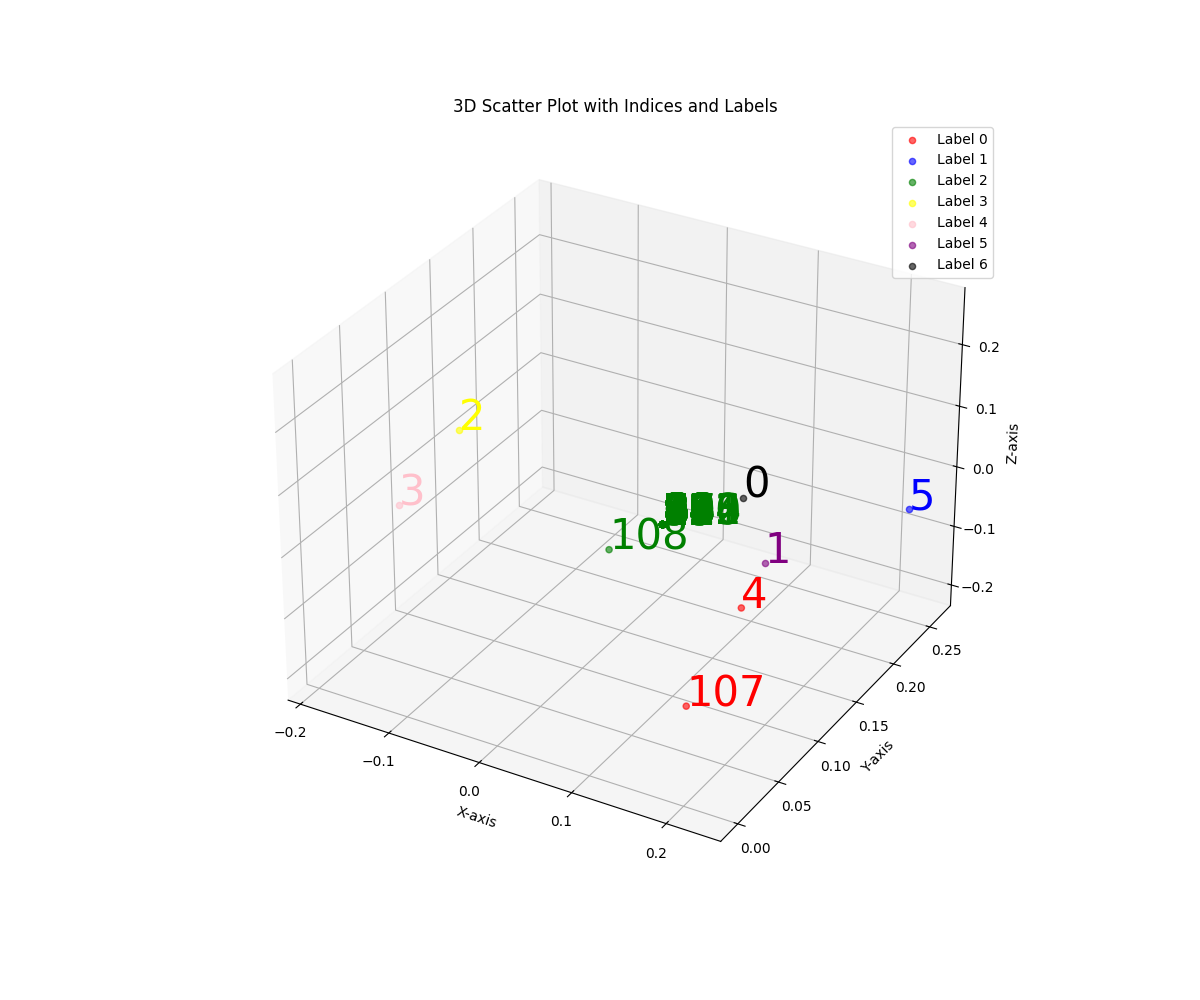 3D Scatter Plot with Indices and Labels
Label 0
Label 1
Label 2
Label 3
Label 4
Label 5
Label 6
2
3
0
5
108
1
4
107
0.2
0.1
0.0
−0.1
−0.2
Z-axis
0.25
0.20
0.15
0.10
0.05
0.00
Y-axis
−0.2
−0.1
0.0
0.1
0.2
X-axis